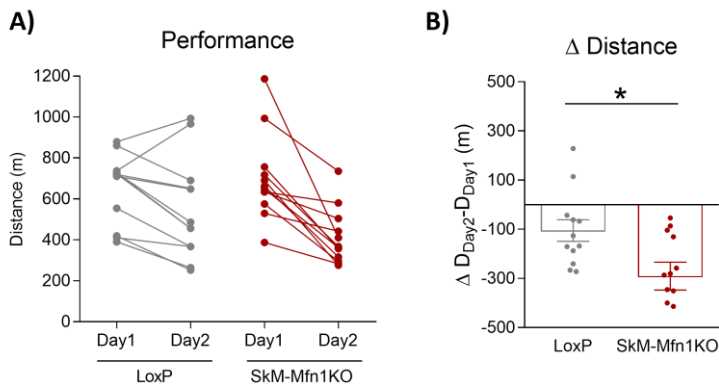 A)
Performance
Distance (m)
1200
1000
800
600
400
200
0
Day1 Day2 Day1 Day2
LoxP SkM-Mfn1KO
B)
Δ Distance
Δ D_Day2-D_Day1 (m)
500
300
100
-100
-300
-500
*
LoxP SkM-Mfn1KO